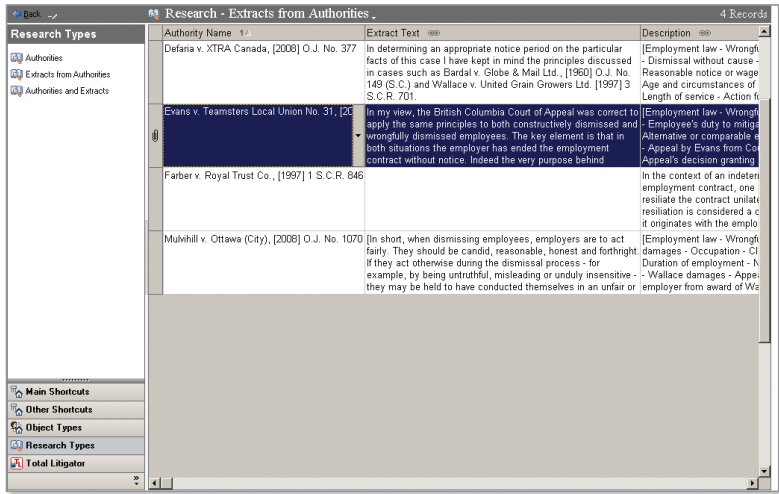 Back
Research - Extracts from Authorities
4 Records
Research Types
Authorities
Extracts from Authorities
Authorities and Extracts
Main Shortcuts
Other Shortcuts
Object Types
Research Types
Total Litigator
Authority Name 1
Extract Text
Description
Defaria v. XTRA Canada, [2008] O.J. No. 377
In determining an appropriate notice period on the particular
facts of this case I have kept in mind the principles discussed
in cases such as Bardal v. Globe & Mail Ltd., [1960] O.J. No.
149 (S.C.) and Wallace v. United Grain Growers Ltd. [1997] 3
S.C.R. 701.
[Employment law - Wrongfu
- Dismissal without cause -
Reasonable notice or wage
Age and circumstances of
Length of service - Action fo
Evans v. Teamsters Local Union No. 31, [20
In my view, the British Columbia Court of Appeal was correct to
apply the same principles to both constructively dismissed and
wrongfully dismissed employees. The key element is that in
both situations the employer has ended the employment
contract without notice. Indeed the very purpose behind
[Employment law - Wrongfu
- Employee's duty to mitiga
Alternative or comparable e
- Appeal by Evans from Cou
Appeal's decision granting
Farber v. Royal Trust Co., [1997] 1 S.C.R. 846
In the context of an indeterr
employment contract, one
resiliate the contract unilate
resiliation is considered a c
it originates with the emplo
Mulvihill v. Ottawa (City), [2008] O.J. No. 1070
[In short, when dismissing employees, employers are to act
fairly. They should be candid, reasonable, honest and forthright.
If they act otherwise during the dismissal process - for
example, by being untruthful, misleading or unduly insensitive -
they may be held to have conducted themselves in an unfair or
[Employment law - Wrongfu
damages - Occupation - Cl
Duration of employment - N
- Wallace damages - Appea
employer from award of Wa